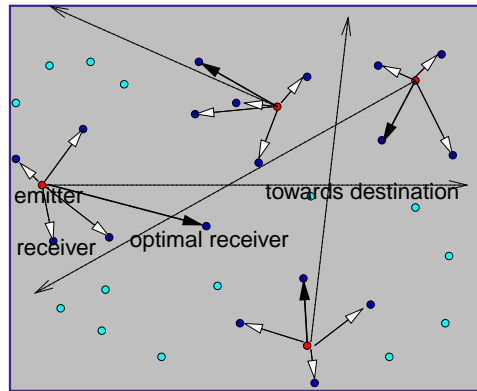 emitter
towards destination
receiver
optimal receiver